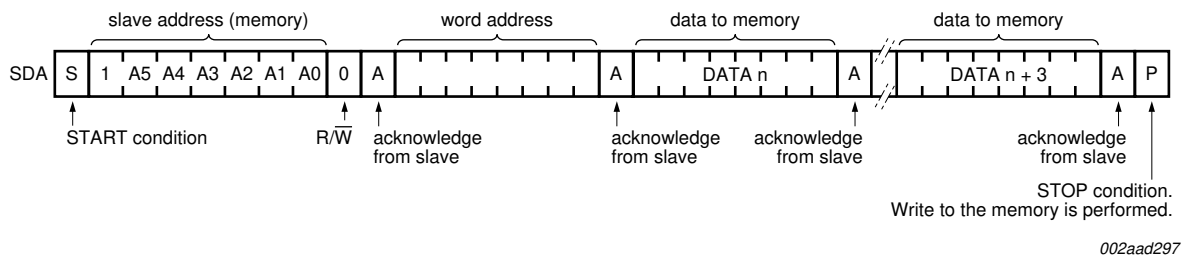 slave address (memory) word address data to memory data to memory
SDA S 1 A5 A4 A3 A2 A1 A0 0 A A DATA n A DATA n + 3 A P
START condition R/W̅ acknowledge from slave acknowledge from slave acknowledge from slave acknowledge from slave
STOP condition.
Write to the memory is performed.
002aad297